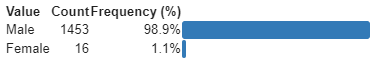 Value Count Frequency (%)
Male 1453 98.9%
Female 16 1.1%